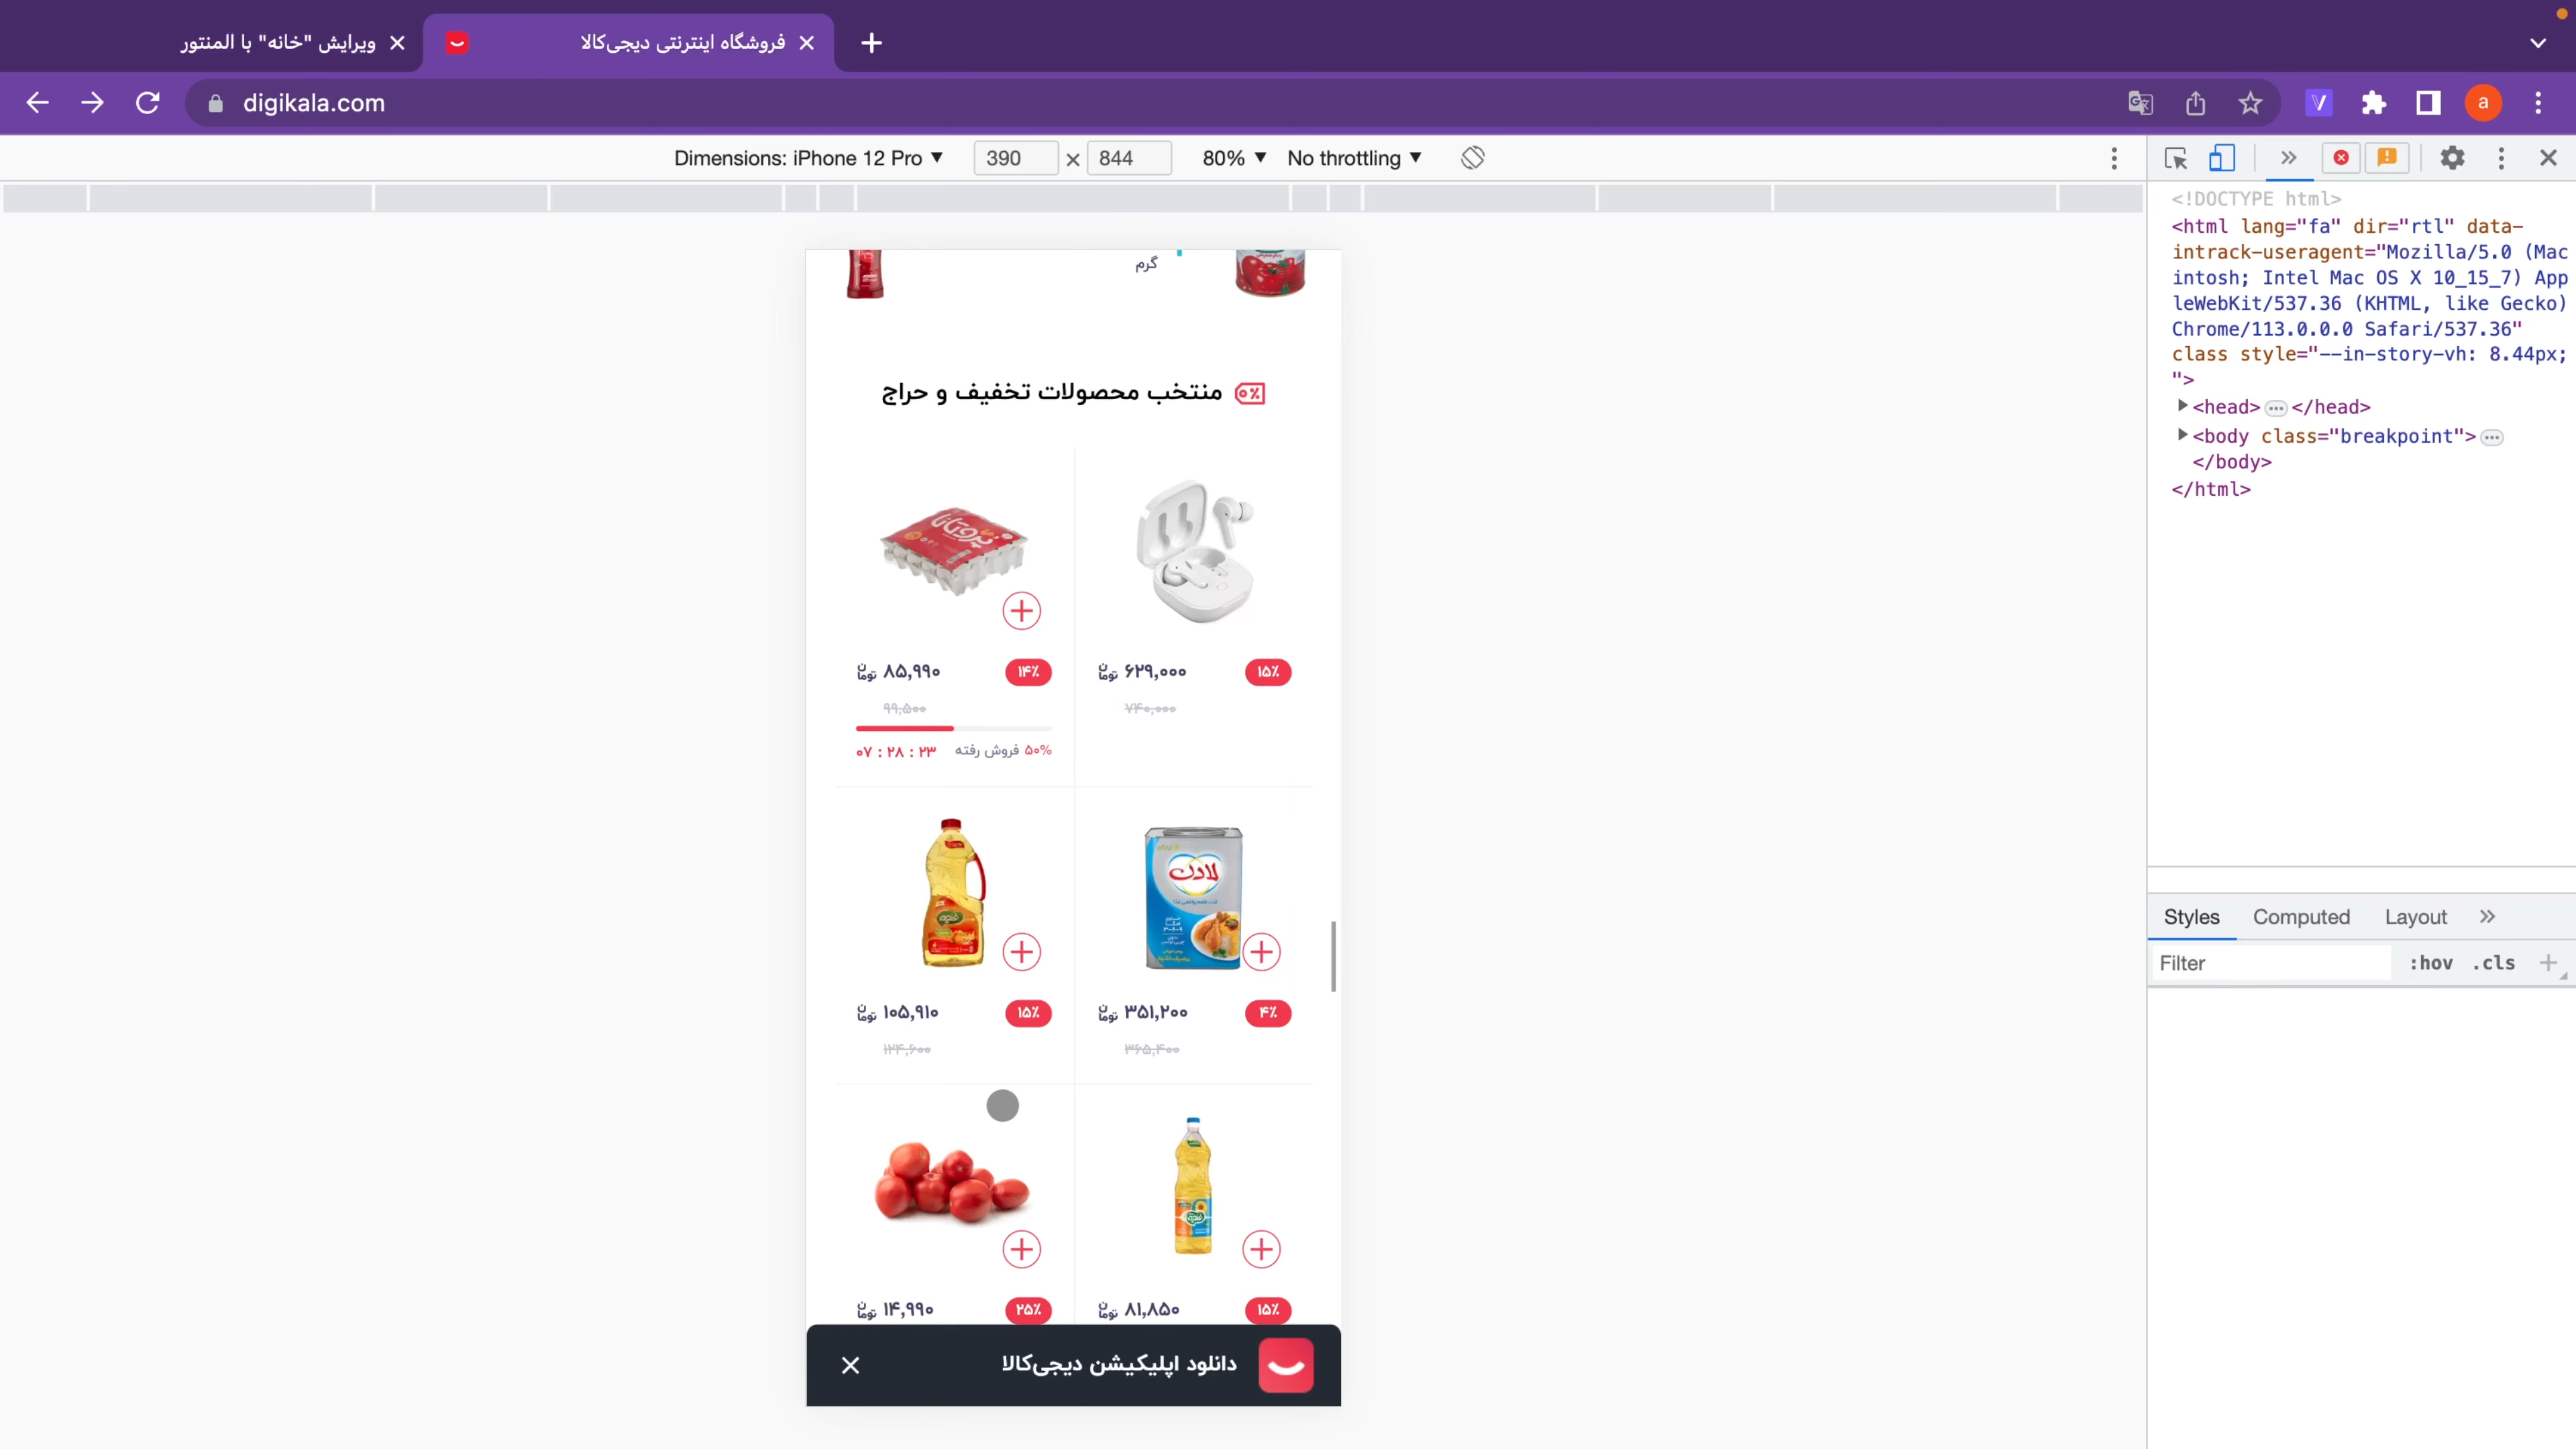 ویرایش "خانه" با المنتور
فروشگاه اینترنتی دیجی‌کالا
digikala.com
a
Dimensions: iPhone 12 Pro
390 × 844
80%
No throttling
<!DOCTYPE html>
<html lang="fa" dir="rtl" data-
intrack-useragent="Mozilla/5.0 (Mac
intosh; Intel Mac OS X 10_15_7) App
leWebKit/537.36 (KHTML, like Gecko)
Chrome/113.0.0.0 Safari/537.36"
class style="--in-story-vh: 8.44px;
">
<head> … </head>
<body class="breakpoint"> …
</body>
</html>
Styles Computed Layout
Filter :hov .cls
گرم
منتخب محصولات تخفیف و حراج
پروتانا
۱۵٪ ۶۲۹,۰۰۰ تومان
۷۴۰,۰۰۰
۱۴٪ ۸۵,۹۹۰ تومان
۹۹,۵۰۰
۵۰% فروش رفته
۰۷ : ۲۸ : ۲۳
لادن
۴٪ ۳۵۱,۲۰۰ تومان
۳۶۵,۴۰۰
۱۵٪ ۱۰۵,۹۱۰ تومان
۱۲۴,۶۰۰
۱۵٪ ۸۱,۸۵۰ تومان
۲۵٪ ۱۴,۹۹۰ تومان
دانلود اپلیکیشن دیجی‌کالا